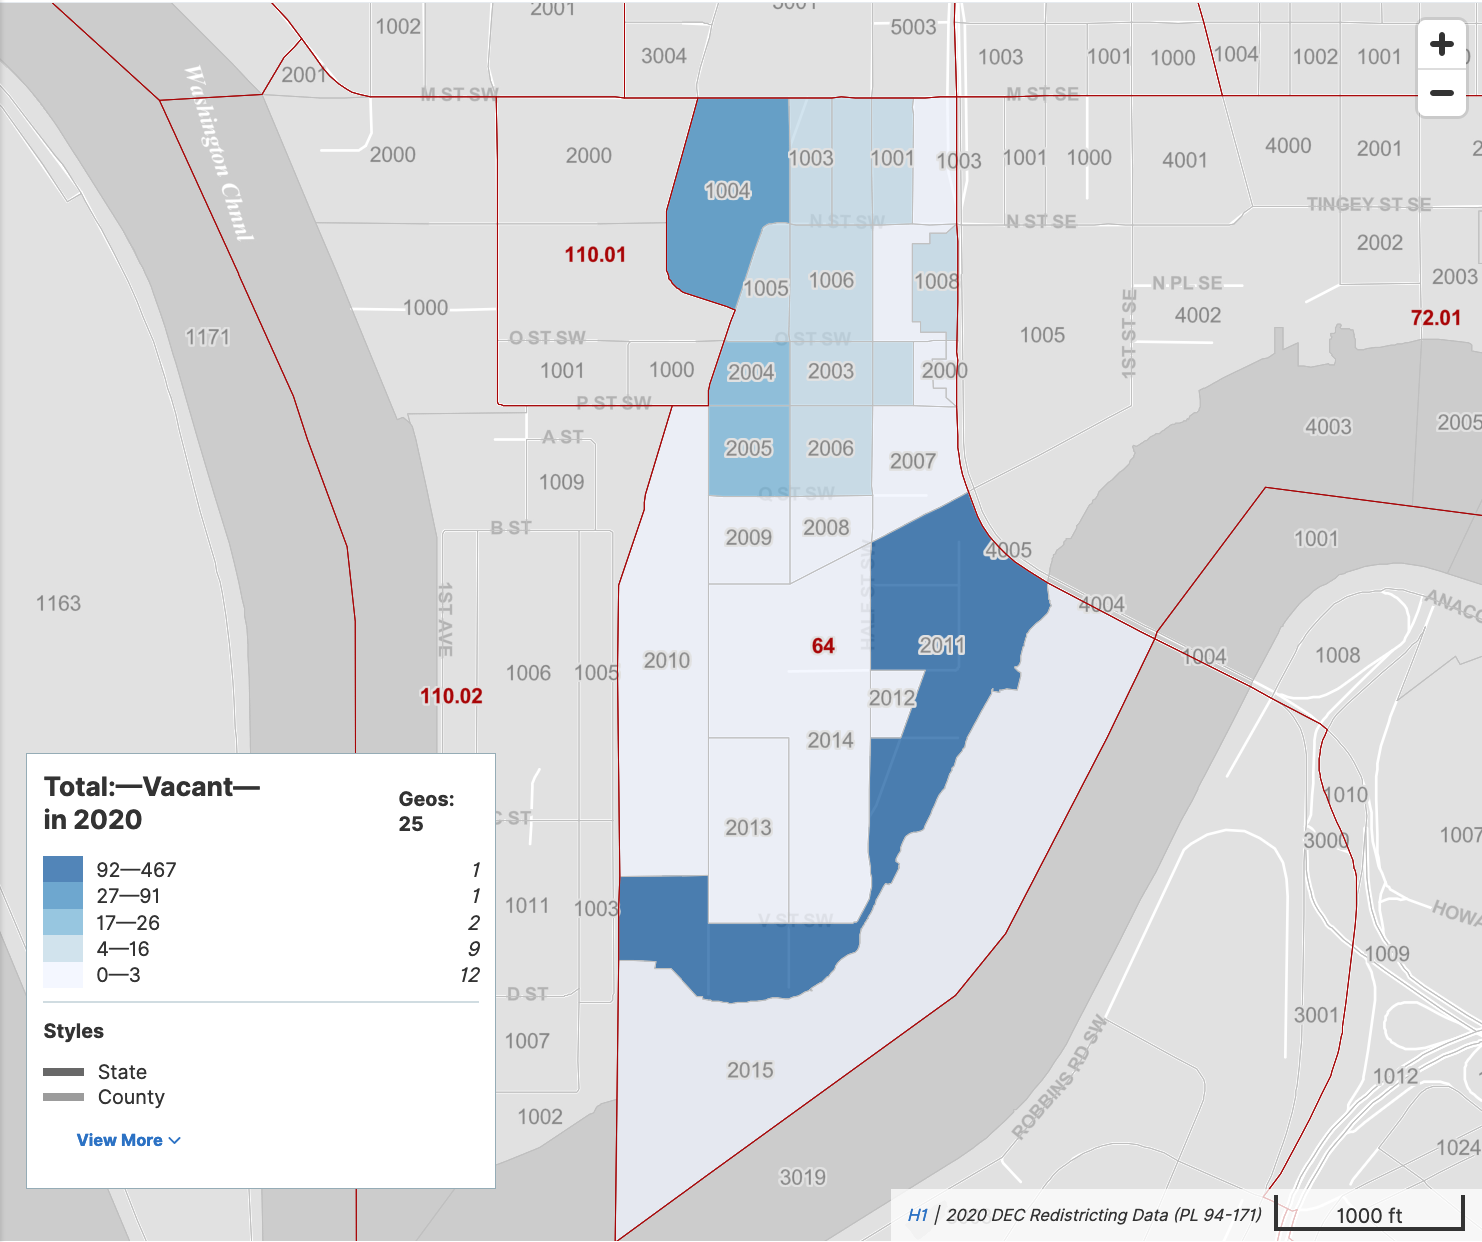 2001
5001
1002
5003
3004
1003
1001
1000
1004
1002
1001
0
2001
M ST SW
M ST SE
Washington Chnnl
2000
2000
1003
1001
1003
1001
1000
4001
4000
2001
2
1004
TINGEY ST SE
N ST SW
N ST SE
2002
110.01
1005
1006
1008
N PL SE
2003
1000
4002
72.01
1171
O ST SW
O ST SW
1005
1ST ST SE
1001
1000
2004
2003
2000
P ST SW
A ST
2005
2006
2007
4003
2005
1009
Q ST SW
B ST
2009
2008
4005
1001
HALF ST SW
1163
1ST AVE
4004
ANACO
64
2011
1006
1005
2010
1004
1008
110.02
2012
2014
1010
C ST
2013
3000
1007
1011
1003
V ST SW
HOWA
1009
D ST
3001
1007
2015
ROBBINS RD SW
1012
1
1002
1024
3019
+
−
Total:—Vacant—
in 2020
Geos:
25
92—467 1
27—91 1
17—26 2
4—16 9
0—3 12
Styles
State
County
View More
H1 | 2020 DEC Redistricting Data (PL 94-171)
1000 ft